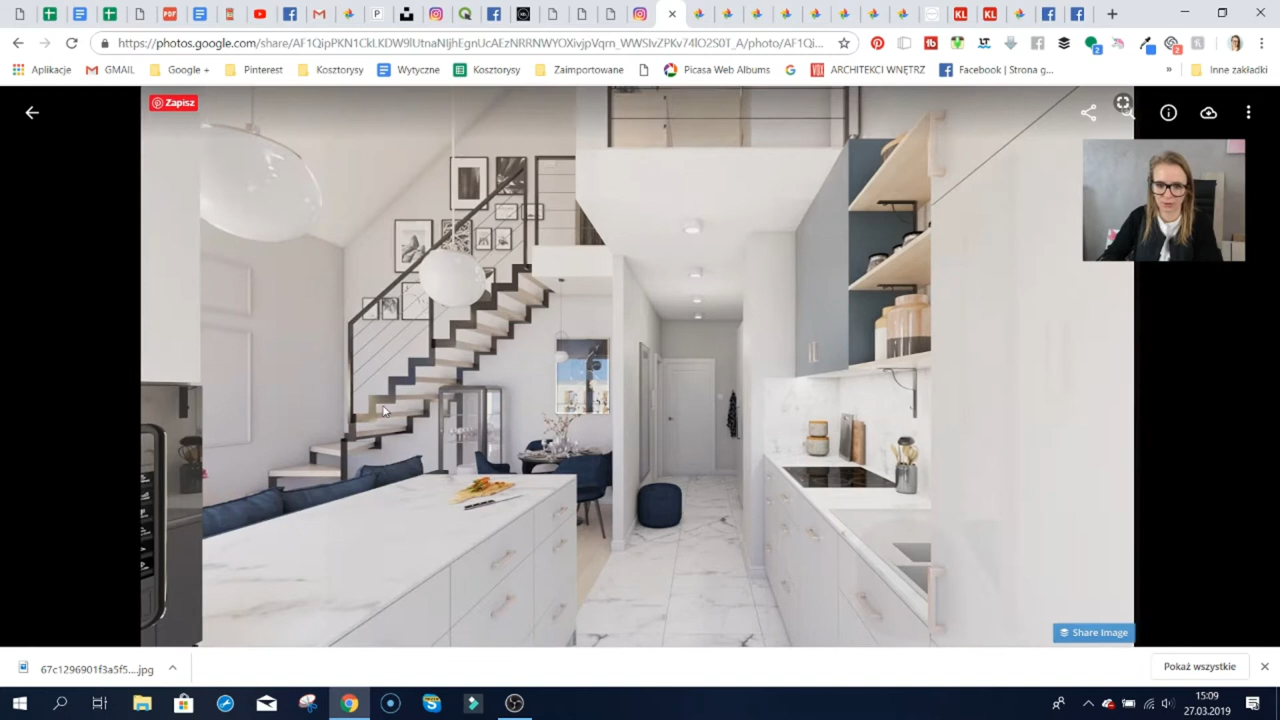 https://photos.google.com/share/AF1QipPKN1CkLKDW9lUtnaNljhEgnUcAEzNRRNWYOXivjpVqrn_WWSIvZPKv74lO2S0T_A/photo/AF1Qi...
Aplikacje GMAIL Google + Pinterest Kosztorysy Wytyczne Kosztorysy Zaimportowane Picasa Web Albums ARCHITEKCI WNĘTRZ Facebook | Strona g... » Inne zakładki
Zapisz
Share Image
67c1296901f3a5f5....jpg
Pokaż wszystkie
15:09
27.03.2019